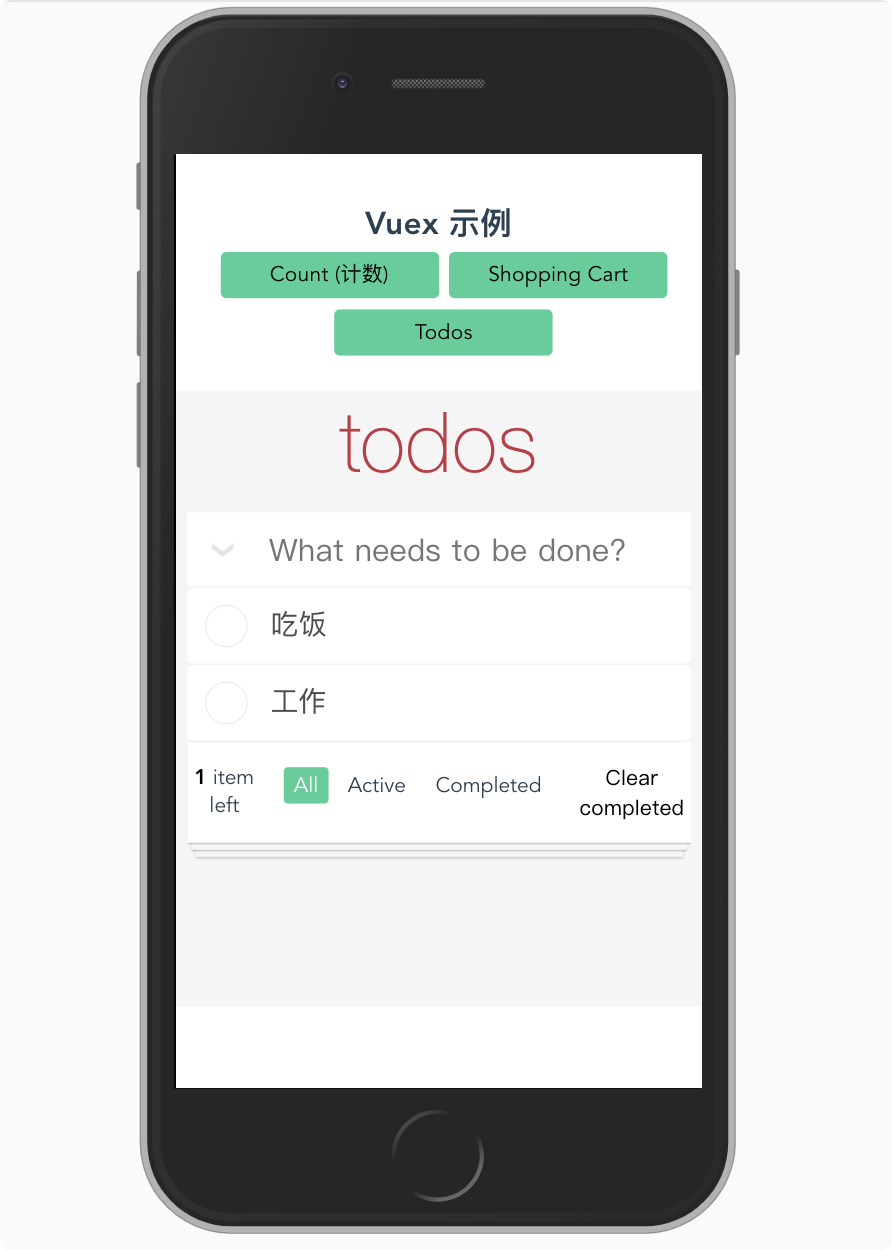 Vuex 示例
Count (计数) Shopping Cart
Todos
todos
What needs to be done?
吃饭
工作
1 item left All Active Completed Clear completed